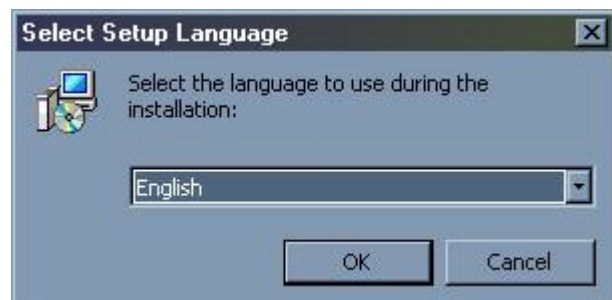 Select Setup Language
Select the language to use during the
installation:
English
OK
Cancel